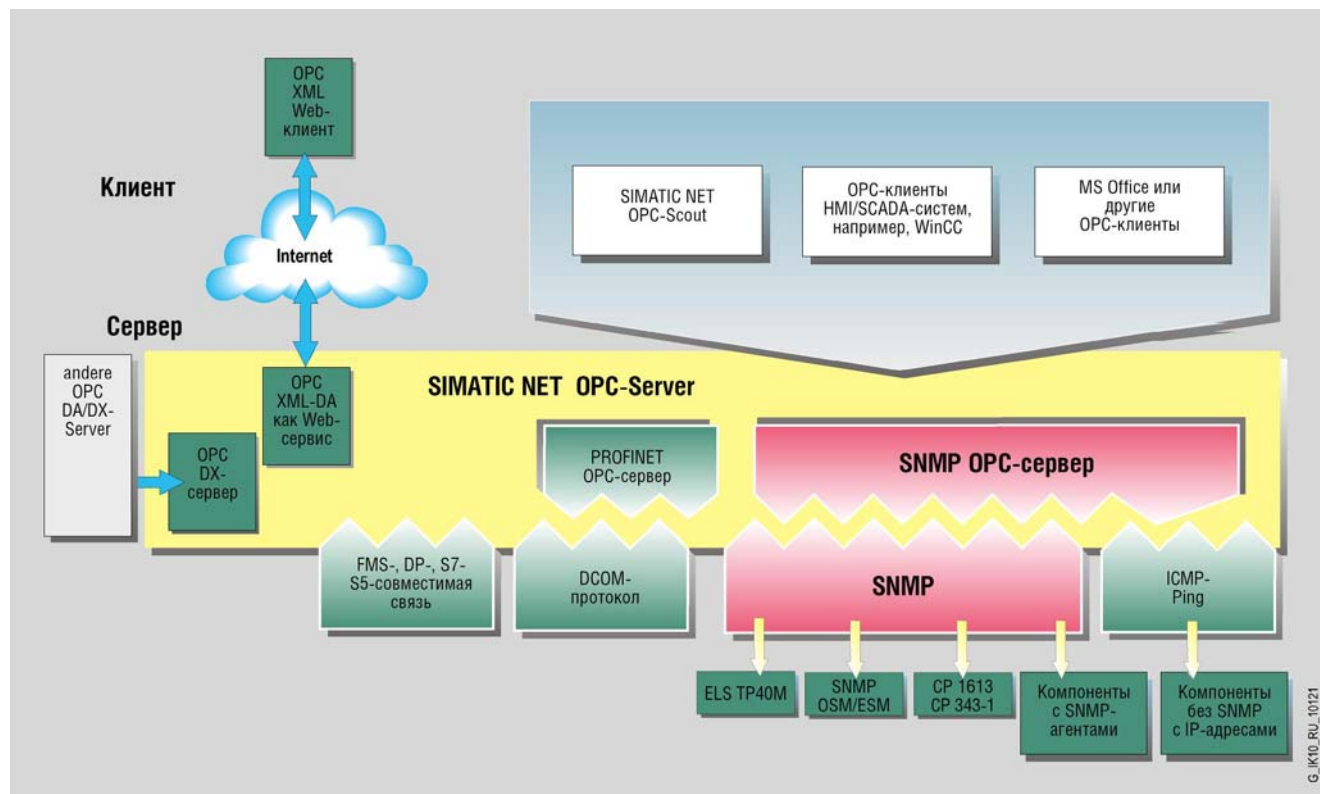 OPC
XML
Web-
клиент
Клиент
Internet
SIMATIC NET
OPC-Scout
OPC-клиенты
HMI/SCADA-систем,
например, WinCC
MS Office или
другие
OPC-клиенты
Сервер
andere
OPC
DA/DX-
Server
OPC
DX-
сервер
OPC
XML-DA
как Web-
сервис
SIMATIC NET OPC-Server
PROFINET
OPC-сервер
SNMP OPC-сервер
FMS-, DP-, S7-
S5-совместимая
связь
DCOM-
протокол
SNMP
ICMP-
Ping
ELS TP40M
SNMP
OSM/ESM
CP 1613
CP 343-1
Компоненты
с SNMP-
агентами
Компоненты
без SNMP
с IP-адресами
G_IK10_RU_10121